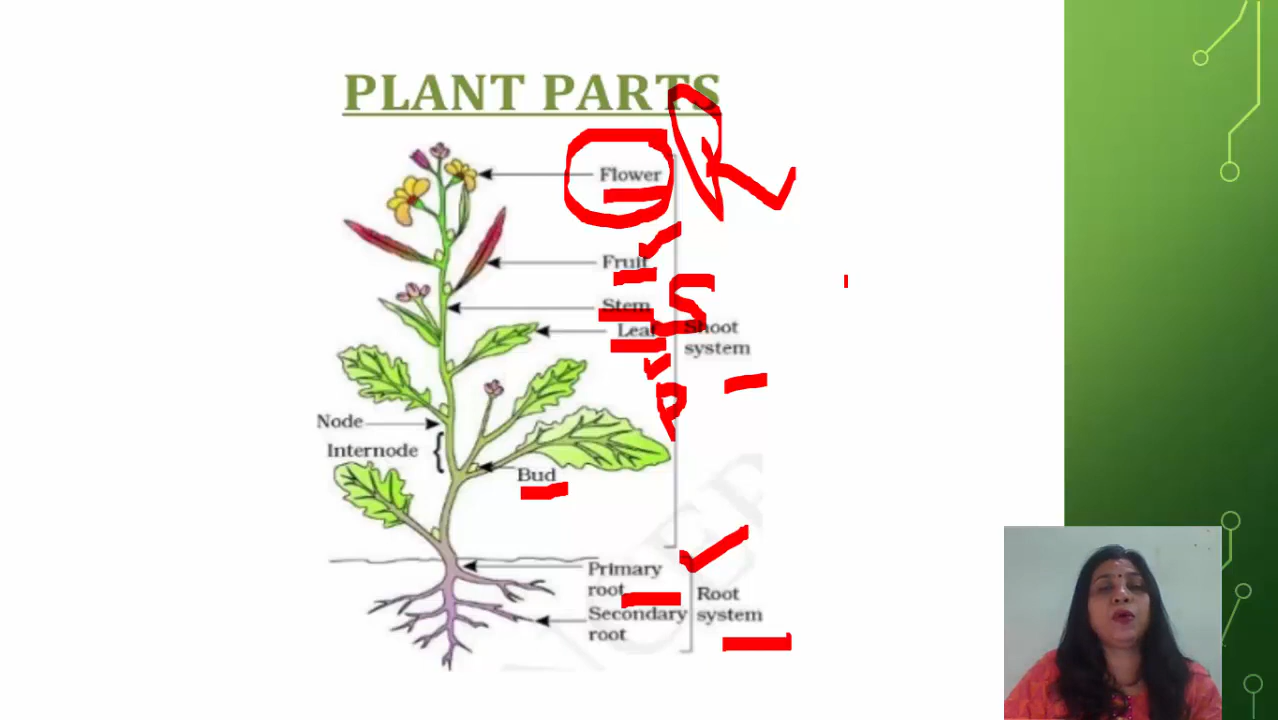 PLANT PARTS
Flower
R
Fruit
Stem
Leaf
S
Shoot
system
Node
Internode
Bud
Primary
root
Secondary
root
Root
system